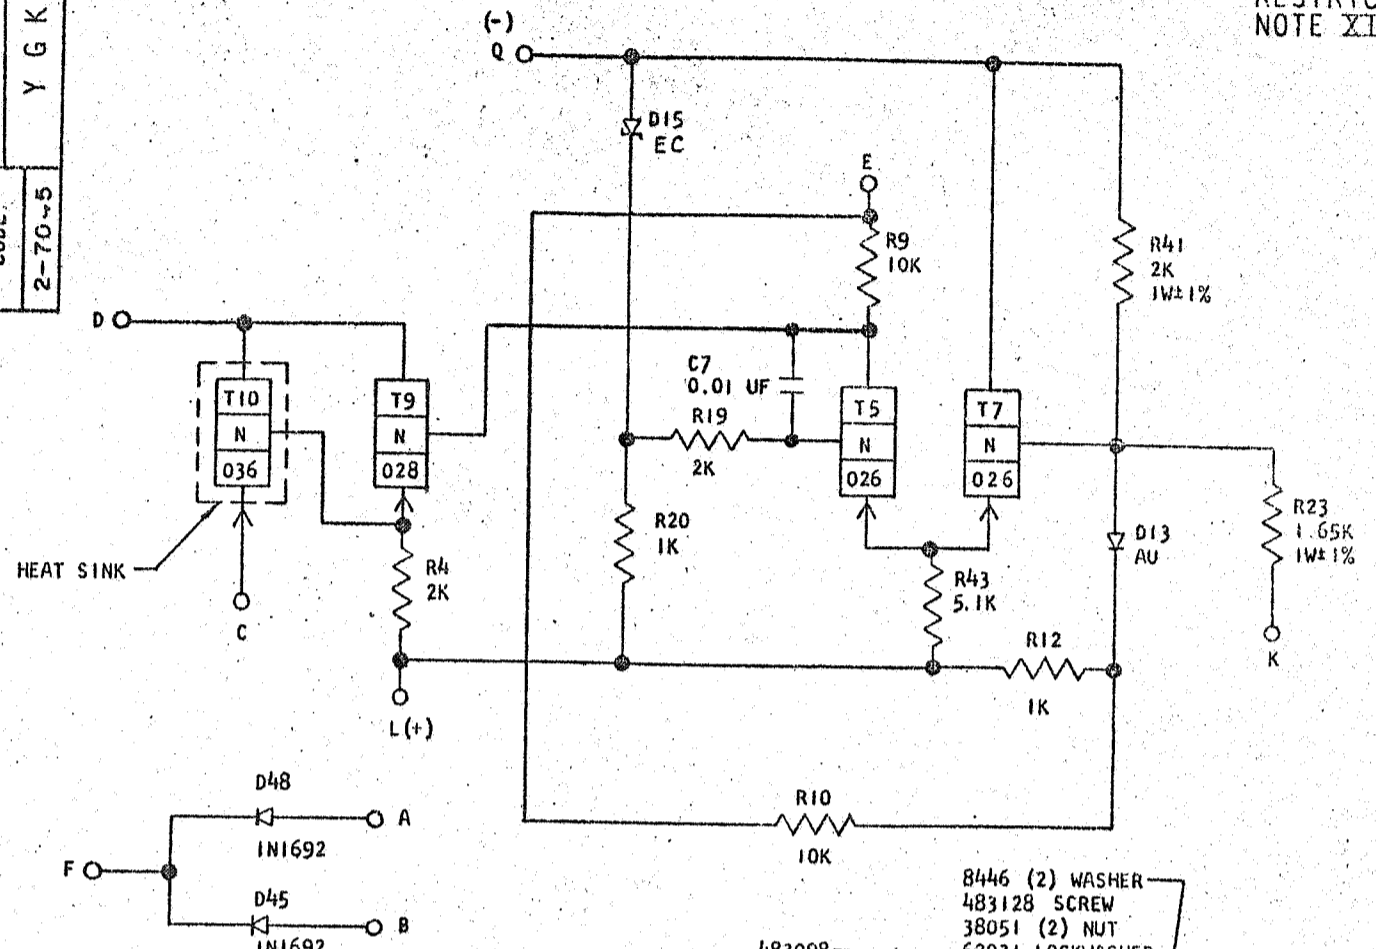 NOTE XI
Y G K
2-70-5
(-)
Q
D15
EC
E
R9
10K
R41
2K
1W±1%
D
T10
N
036
T9
N
028
C7
0.01 UF
R19
2K
T5
N
026
T7
N
026
HEAT SINK
C
R4
2K
R20
1K
R43
5.1K
D13
AU
R23
1.65K
1W±1%
K
R12
1K
L(+)
R10
10K
D48
1N1692
A
F
D45
1N1692
B
8446 (2) WASHER
483128 SCREW
38051 (2) NUT